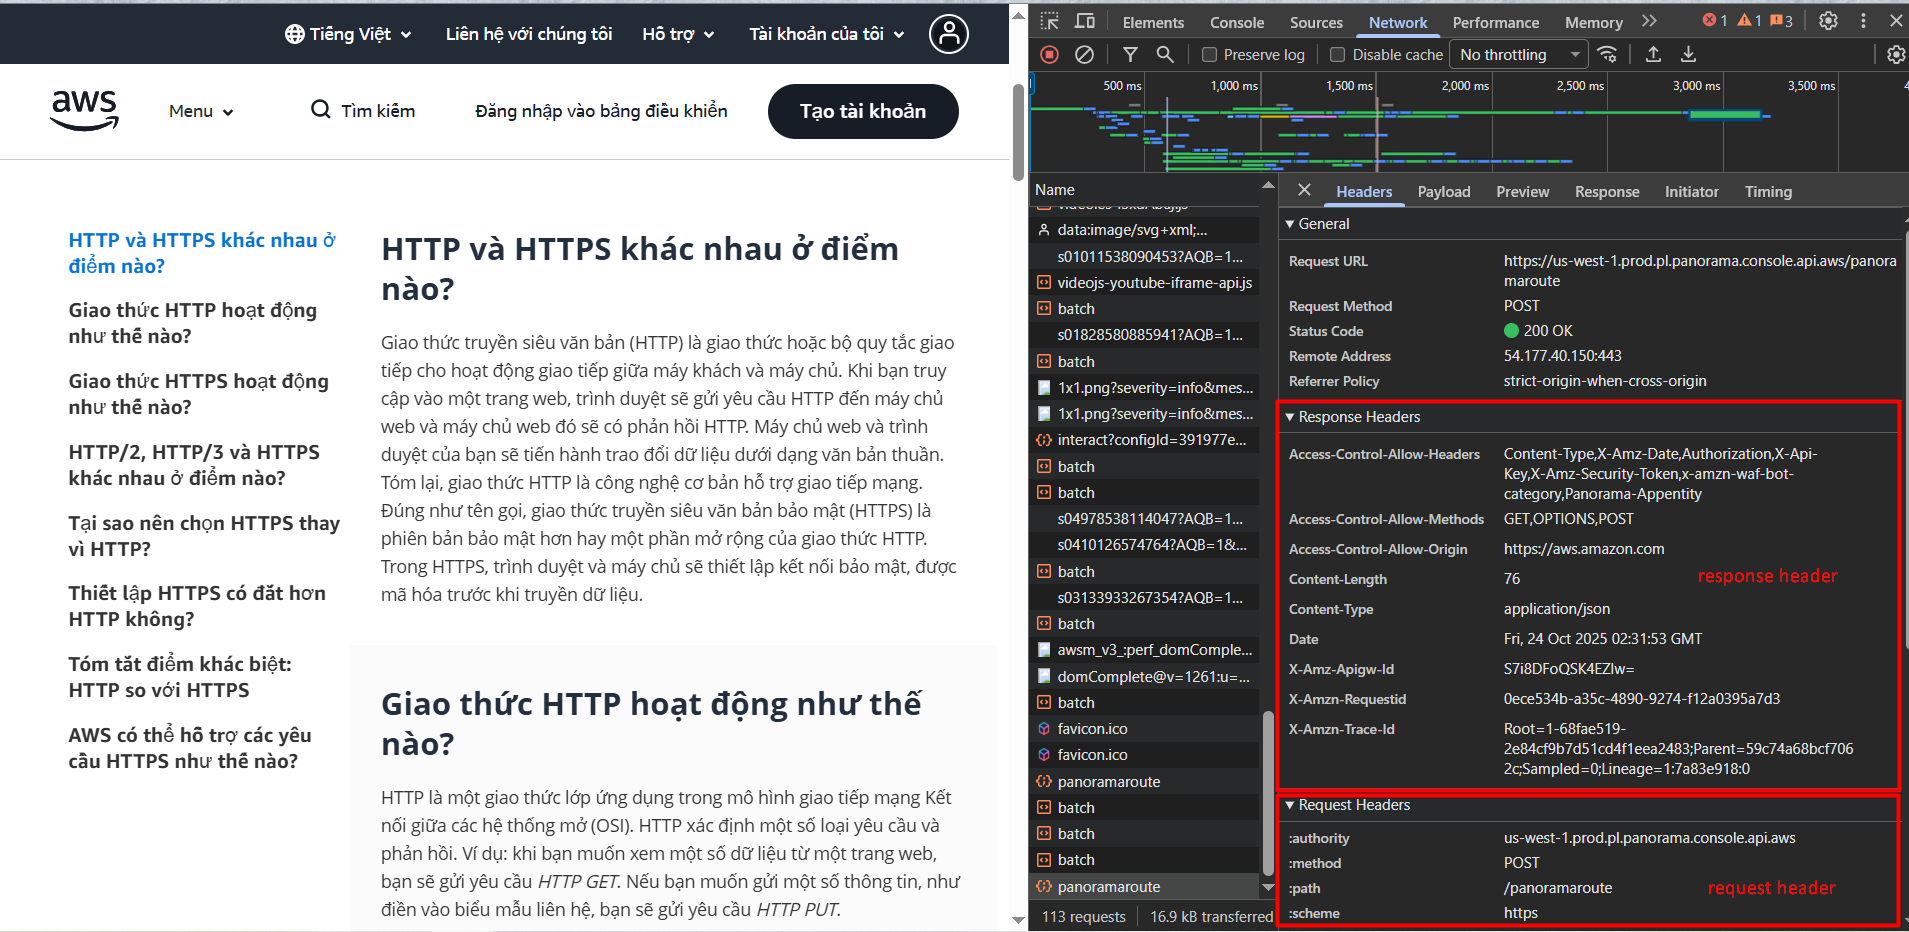 Tiếng Việt
Liên hệ với chúng tôi
Hỗ trợ
Tài khoản của tôi
aws
Menu
Tìm kiếm
Đăng nhập vào bảng điều khiển
Tạo tài khoản
HTTP và HTTPS khác nhau ở
điểm nào?
Giao thức HTTP hoạt động
như thế nào?
Giao thức HTTPS hoạt động
như thế nào?
HTTP/2, HTTP/3 và HTTPS
khác nhau ở điểm nào?
Tại sao nên chọn HTTPS thay
vì HTTP?
Thiết lập HTTPS có đắt hơn
HTTP không?
Tóm tắt điểm khác biệt:
HTTP so với HTTPS
AWS có thể hỗ trợ các yêu
cầu HTTPS như thế nào?
HTTP và HTTPS khác nhau ở điểm
nào?
Giao thức truyền siêu văn bản (HTTP) là giao thức hoặc bộ quy tắc giao
tiếp cho hoạt động giao tiếp giữa máy khách và máy chủ. Khi bạn truy
cập vào một trang web, trình duyệt sẽ gửi yêu cầu HTTP đến máy chủ
web và máy chủ web đó sẽ có phản hồi HTTP. Máy chủ web và trình
duyệt của bạn sẽ tiến hành trao đổi dữ liệu dưới dạng văn bản thuần.
Tóm lại, giao thức HTTP là công nghệ cơ bản hỗ trợ giao tiếp mạng.
Đúng như tên gọi, giao thức truyền siêu văn bản bảo mật (HTTPS) là
phiên bản bảo mật hơn hay một phần mở rộng của giao thức HTTP.
Trong HTTPS, trình duyệt và máy chủ sẽ thiết lập kết nối bảo mật, được
mã hóa trước khi truyền dữ liệu.
Giao thức HTTP hoạt động như thế
nào?
HTTP là một giao thức lớp ứng dụng trong mô hình giao tiếp mạng Kết
nối giữa các hệ thống mở (OSI). HTTP xác định một số loại yêu cầu và
phản hồi. Ví dụ: khi bạn muốn xem một số dữ liệu từ một trang web,
bạn sẽ gửi yêu cầu HTTP GET. Nếu bạn muốn gửi một số thông tin, như
điền vào biểu mẫu liên hệ, bạn sẽ gửi yêu cầu HTTP PUT.
Elements
Console
Sources
Network
Performance
Memory
1
1
3
Preserve log
Disable cache
No throttling
500 ms
1,000 ms
1,500 ms
2,000 ms
2,500 ms
3,000 ms
3,500 ms
4
Name
data:image/svg+xml;...
s01011538090453?AQB=1...
videojs-youtube-iframe-api.js
batch
s01828580885941?AQB=1...
batch
1x1.png?severity=info&mes...
1x1.png?severity=info&mes...
interact?configId=391977e...
batch
batch
s04978538114047?AQB=1...
s0410126574764?AQB=1&...
batch
s03133933267354?AQB=1...
batch
awsm_v3_:perf_domComple...
domComplete@v=1261:u=...
batch
favicon.ico
favicon.ico
panoramaroute
batch
batch
batch
panoramaroute
113 requests
16.9 kB transferred
Headers
Payload
Preview
Response
Initiator
Timing
General
Request URL
https://us-west-1.prod.pl.panorama.console.api.aws/panora
maroute
Request Method
POST
Status Code
200 OK
Remote Address
54.177.40.150:443
Referrer Policy
strict-origin-when-cross-origin
Response Headers
Access-Control-Allow-Headers
Content-Type,X-Amz-Date,Authorization,X-Api-
Key,X-Amz-Security-Token,x-amzn-waf-bot-
category,Panorama-Appentity
Access-Control-Allow-Methods
GET,OPTIONS,POST
Access-Control-Allow-Origin
https://aws.amazon.com
Content-Length
76
response header
Content-Type
application/json
Date
Fri, 24 Oct 2025 02:31:53 GMT
X-Amz-Apigw-Id
S7i8DFoQSK4EZlw=
X-Amzn-Requestid
0ece534b-a35c-4890-9274-f12a0395a7d3
X-Amzn-Trace-Id
Root=1-68fae519-
2e84cf9b7d51cd4f1eea2483;Parent=59c74a68bcf706
2c;Sampled=0;Lineage=1:7a83e918:0
Request Headers
:authority
us-west-1.prod.pl.panorama.console.api.aws
:method
POST
:path
/panoramaroute
request header
:scheme
https